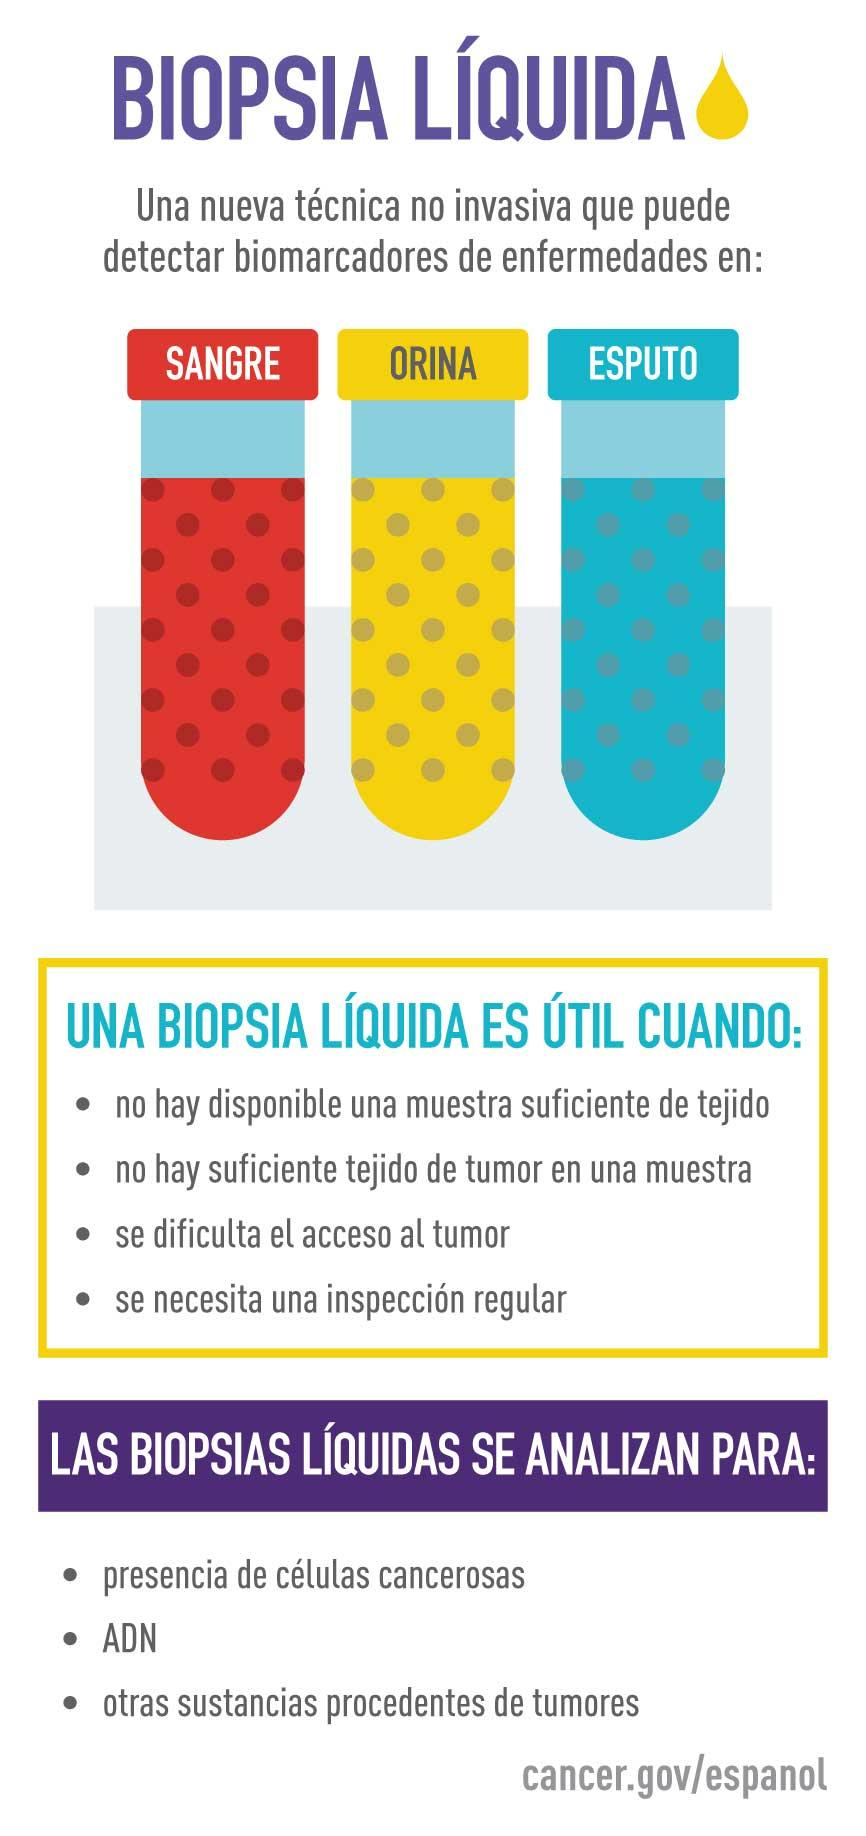 BIOPSIA LÍQUIDA
Una nueva técnica no invasiva que puede
detectar biomarcadores de enfermedades en:
SANGRE
ORINA
ESPUTO
UNA BIOPSIA LÍQUIDA ES ÚTIL CUANDO:
• no hay disponible una muestra suficiente de tejido
• no hay suficiente tejido de tumor en una muestra
• se dificulta el acceso al tumor
• se necesita una inspección regular
LAS BIOPSIAS LÍQUIDAS SE ANALIZAN PARA:
• presencia de células cancerosas
• ADN
• otras sustancias procedentes de tumores
cancer.gov/espanol